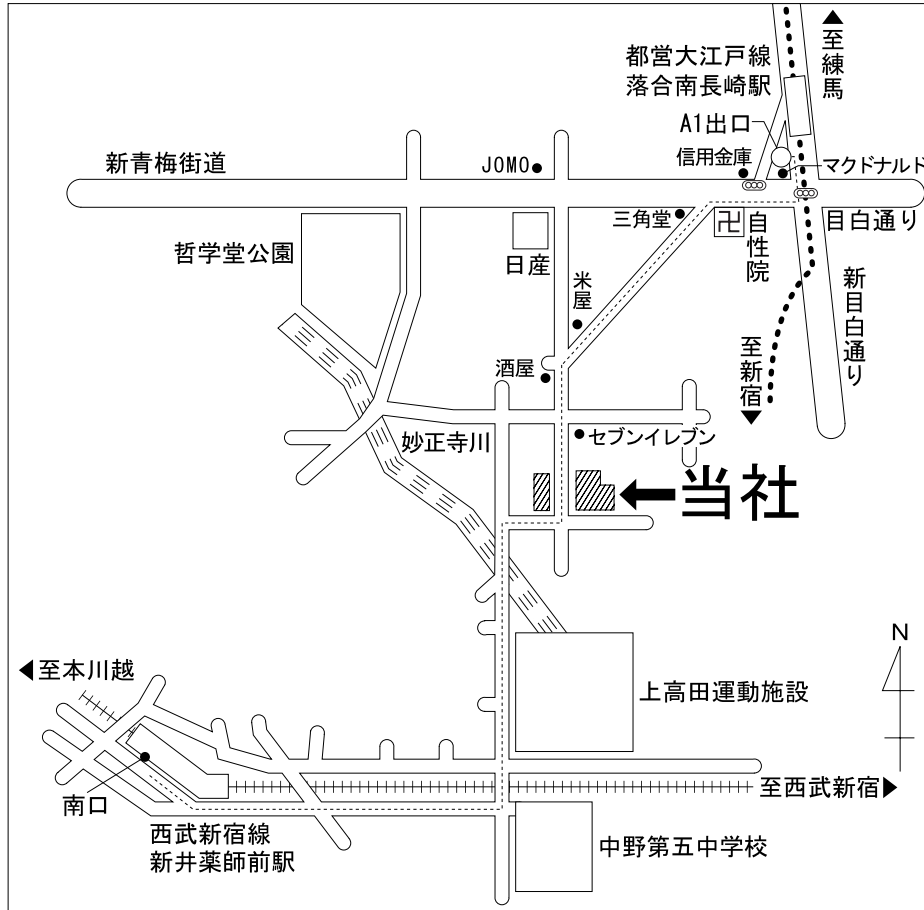 都営大江戸線
落合南長崎駅
至練馬
A1出口
信用金庫
マクドナルド
新青梅街道
JOMO
三角堂
卍
自性院
目白通り
哲学堂公園
日産
米屋
新目白通り
至新宿
酒屋
妙正寺川
セブンイレブン
当社
N
至本川越
上高田運動施設
南口
至西武新宿
西武新宿線
新井薬師前駅
中野第五中学校